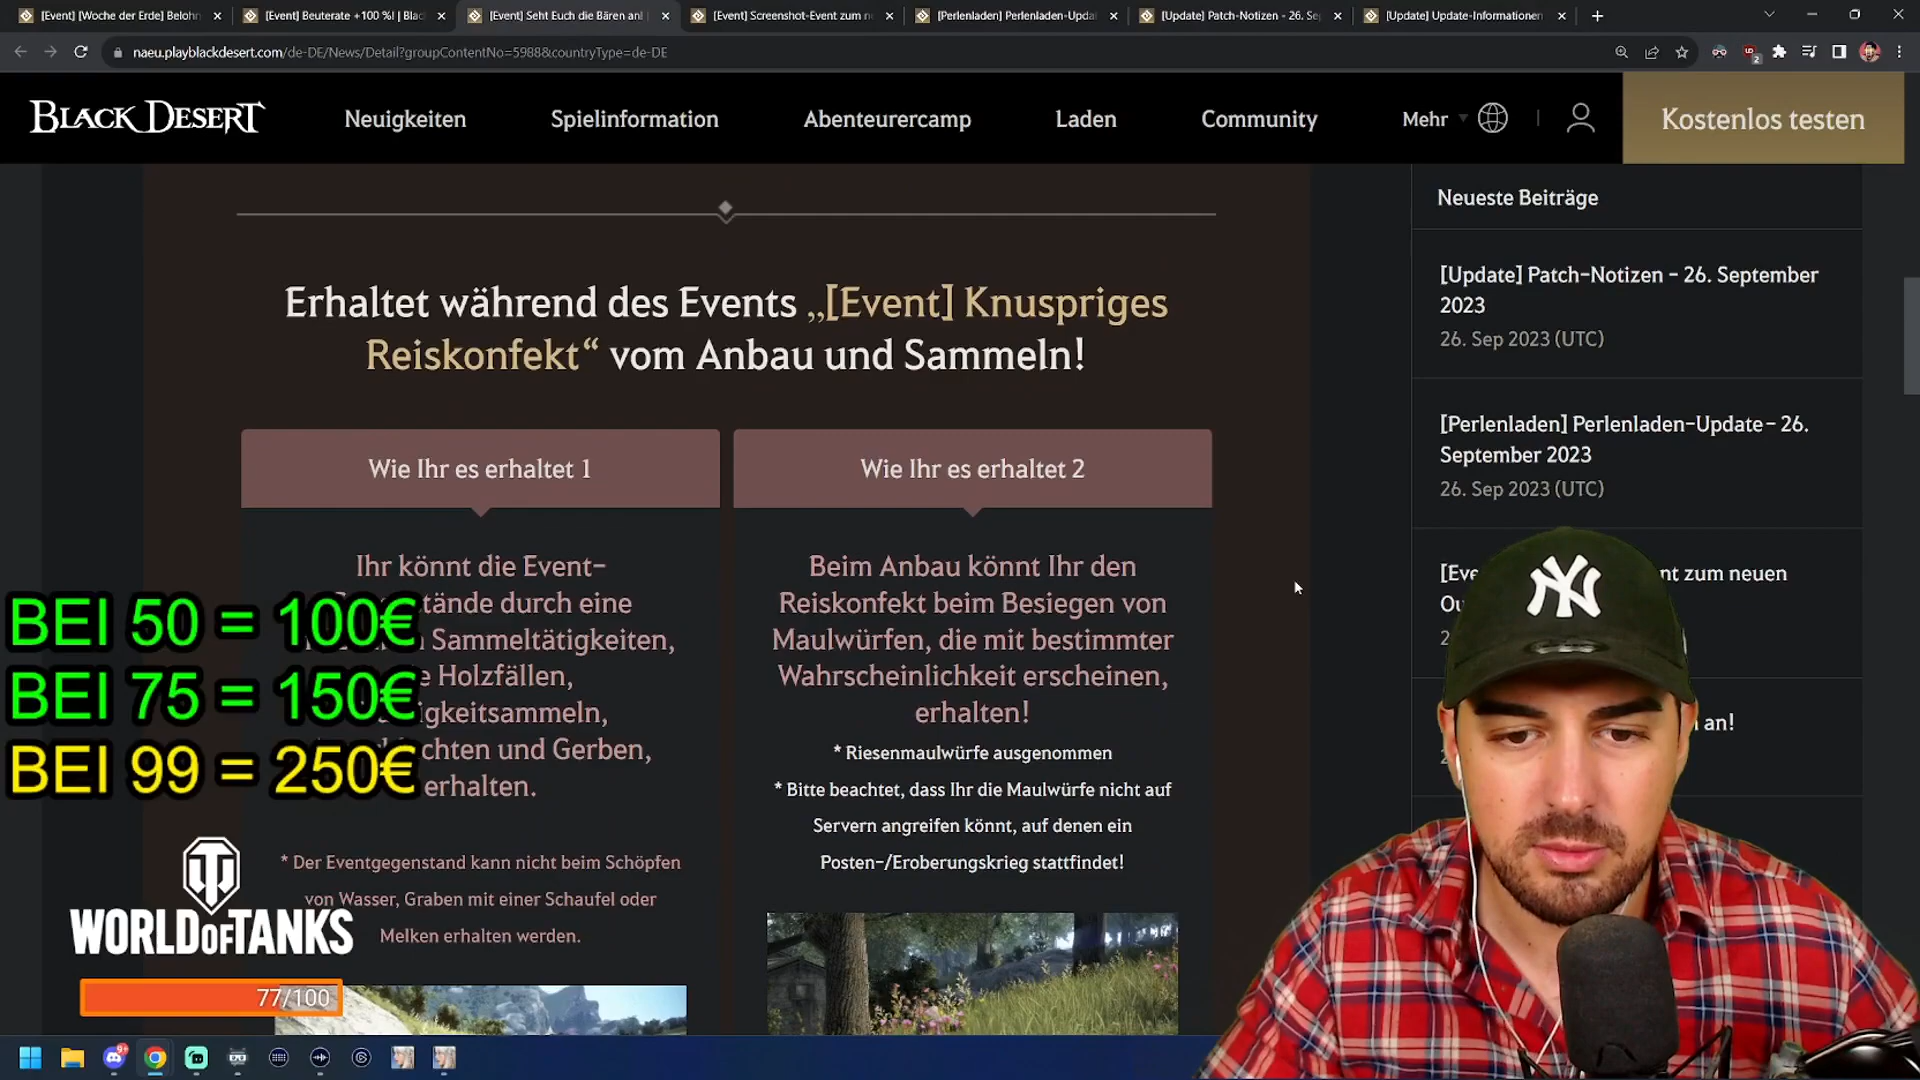 [Event] [Woche der Erde] Belohn
[Event] Beuterate +100 %! | Blac
[Event] Seht Euch die Bären an!
[Event] Screenshot-Event zum n
[Perlenladen] Perlenladen-Upda
[Update] Patch-Notizen - 26. Se
[Update] Update-Informationen
naeu.playblackdesert.com/de-DE/News/Detail?groupContentNo=5988&countryType=de-DE
BLACK DESERT
Neuigkeiten
Spielinformation
Abenteurercamp
Laden
Community
Mehr
Kostenlos testen
Erhaltet während des Events „[Event] Knuspriges
Reiskonfekt“ vom Anbau und Sammeln!
Wie Ihr es erhaltet 1
Ihr könnt die Event-
stände durch eine
Sammeltätigkeiten,
Holzfällen,
igkeitsammeln,
chten und Gerben,
erhalten.
* Der Eventgegenstand kann nicht beim Schöpfen
von Wasser, Graben mit einer Schaufel oder
Melken erhalten werden.
Wie Ihr es erhaltet 2
Beim Anbau könnt Ihr den
Reiskonfekt beim Besiegen von
Maulwürfen, die mit bestimmter
Wahrscheinlichkeit erscheinen,
erhalten!
* Riesenmaulwürfe ausgenommen
* Bitte beachtet, dass Ihr die Maulwürfe nicht auf
Servern angreifen könnt, auf denen ein
Posten-/Eroberungskrieg stattfindet!
Neueste Beiträge
[Update] Patch-Notizen - 26. September
2023
26. Sep 2023 (UTC)
[Perlenladen] Perlenladen-Update - 26.
September 2023
26. Sep 2023 (UTC)
[Eve nt zum neuen
Ou
2
an!
BEI 50 = 100€
BEI 75 = 150€
BEI 99 = 250€
WORLD OF TANKS
77/100
NY